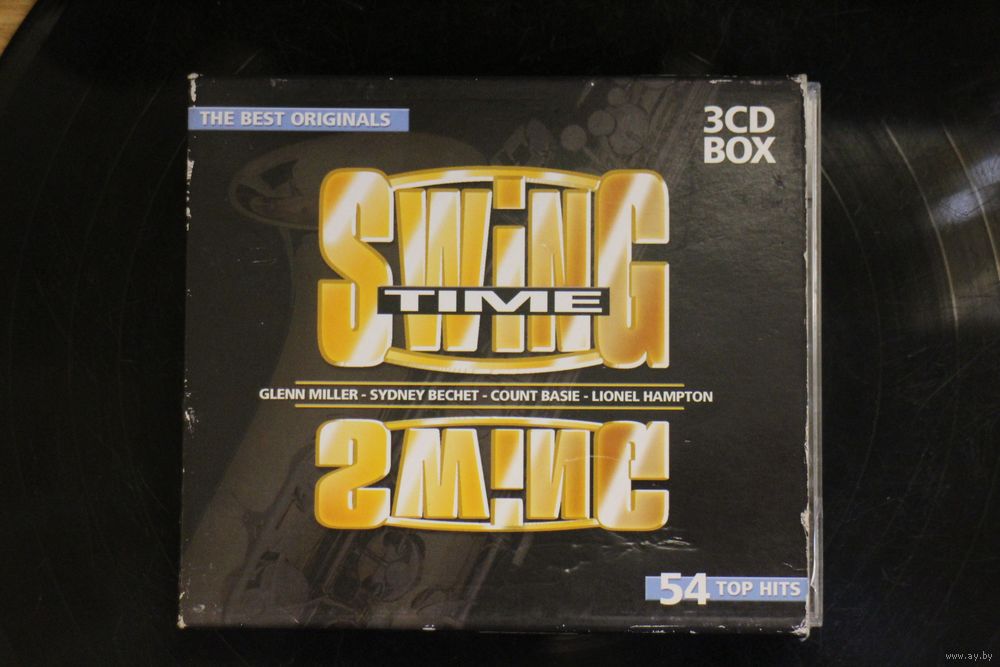 THE BEST ORIGINALS
3CD
BOX
SWiNG
TIME
GLENN MILLER - SYDNEY BECHET - COUNT BASIE - LIONEL HAMPTON
SWiNG
54 TOP HITS
www.ay.by